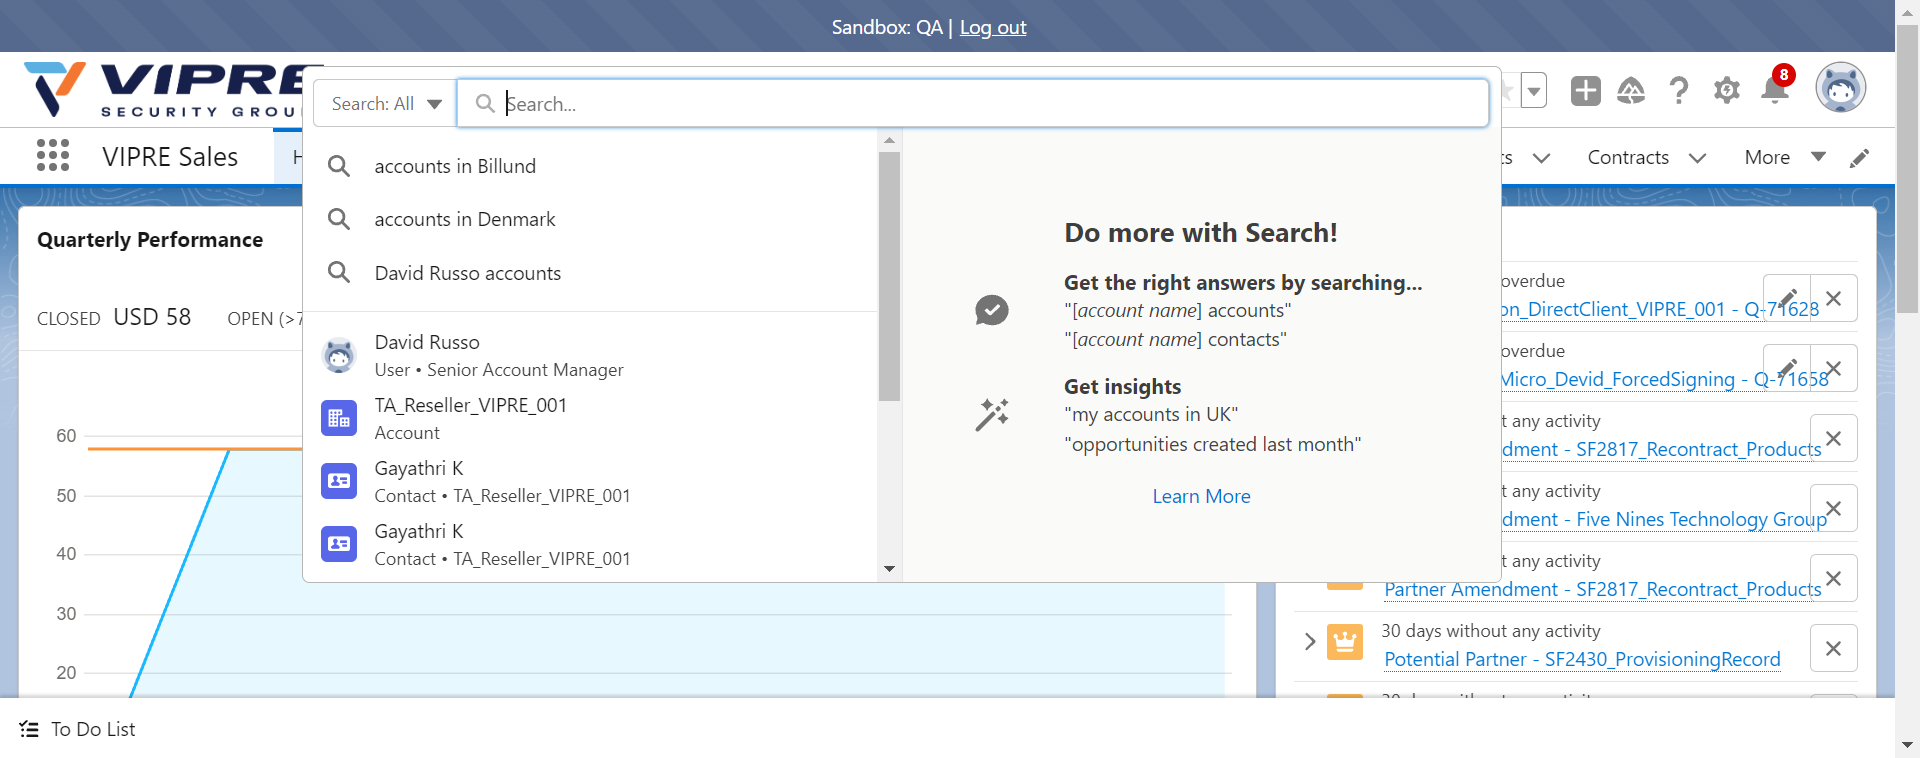 Sandbox: QA | Log out
VIPRE
SECURITY GROU
Search: All
Search...
8
VIPRE Sales
H
ts
Contracts
More
accounts in Billund
accounts in Denmark
David Russo accounts
David Russo
User • Senior Account Manager
TA_Reseller_VIPRE_001
Account
Gayathri K
Contact • TA_Reseller_VIPRE_001
Gayathri K
Contact • TA_Reseller_VIPRE_001
Do more with Search!
Get the right answers by searching...
"[account name] accounts"
"[account name] contacts"
Get insights
"my accounts in UK"
"opportunities created last month"
Learn More
Quarterly Performance
CLOSED USD 58 OPEN (>7
60
50
40
30
20
overdue
on_DirectClient_VIPRE_001 - Q-71628
overdue
Micro_Devid_ForcedSigning - Q-71658
t any activity
dment - SF2817_Recontract_Products
t any activity
dment - Five Nines Technology Group
t any activity
Partner Amendment - SF2817_Recontract_Products
30 days without any activity
Potential Partner - SF2430_ProvisioningRecord
To Do List